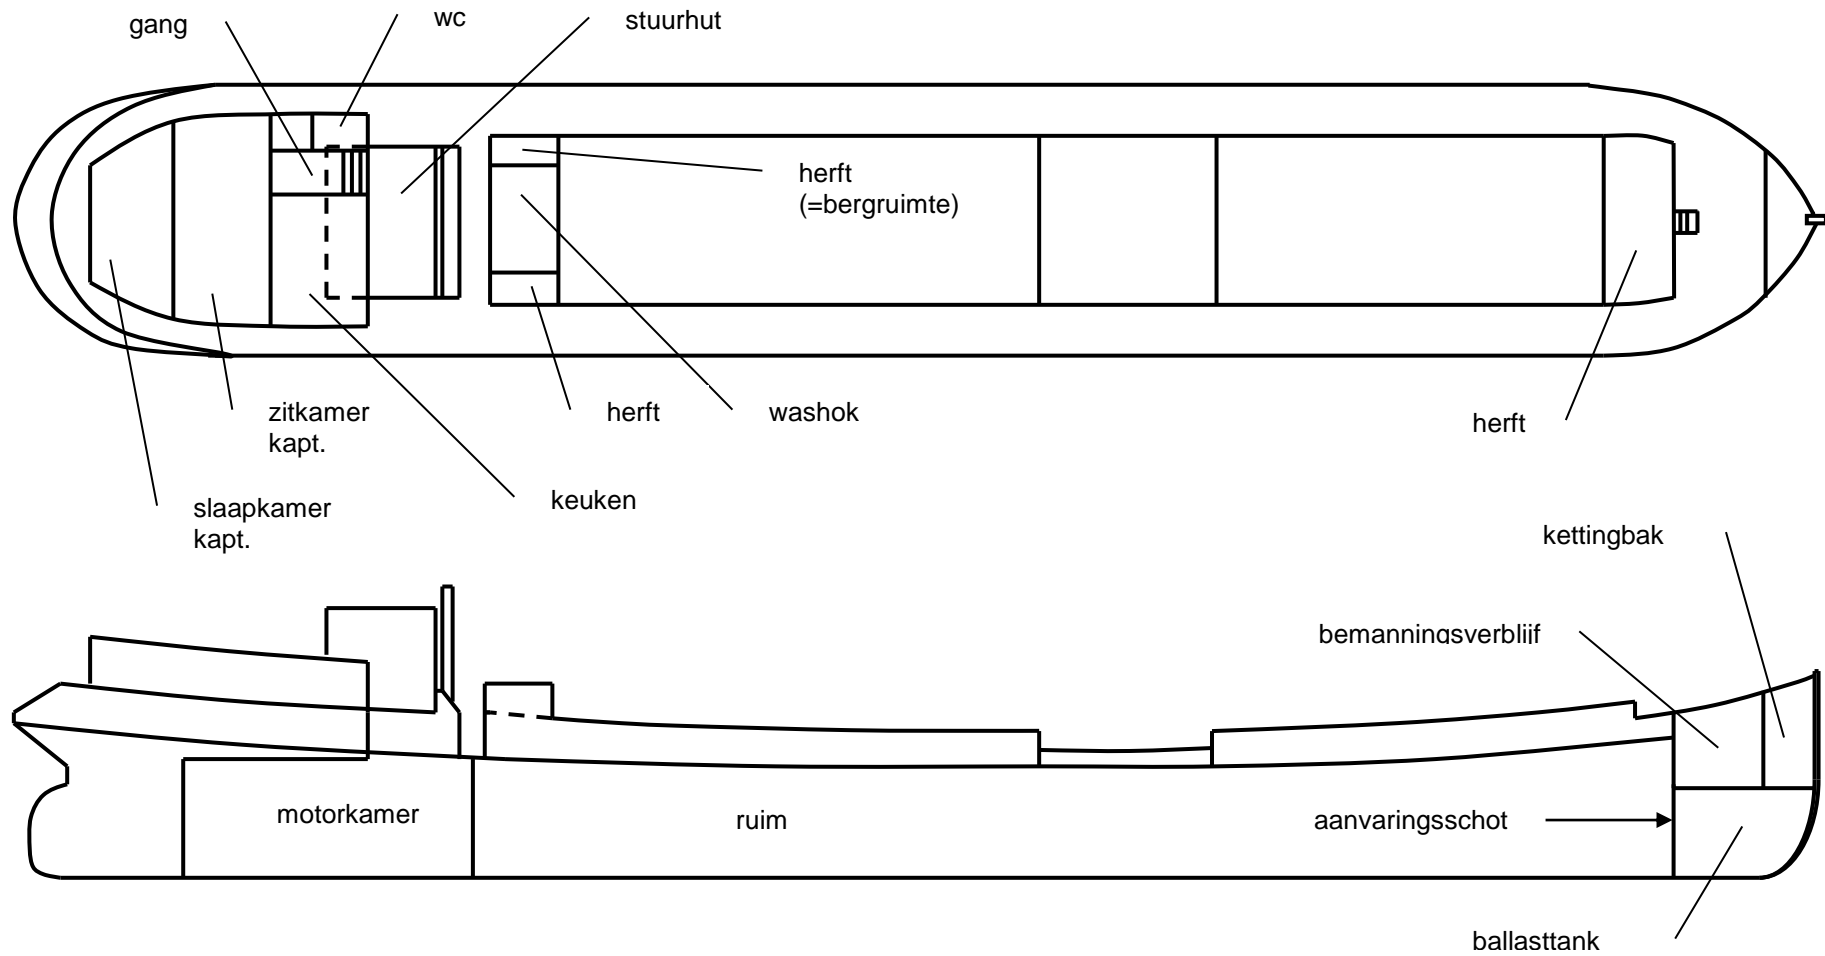 gang
wc
stuurhut
herft
(=bergruimte)
zitkamer
kapt.
herft
washok
herft
slaapkamer
kapt.
keuken
kettingbak
bemanningsverblijf
motorkamer
ruim
aanvaringsschot
ballasttank